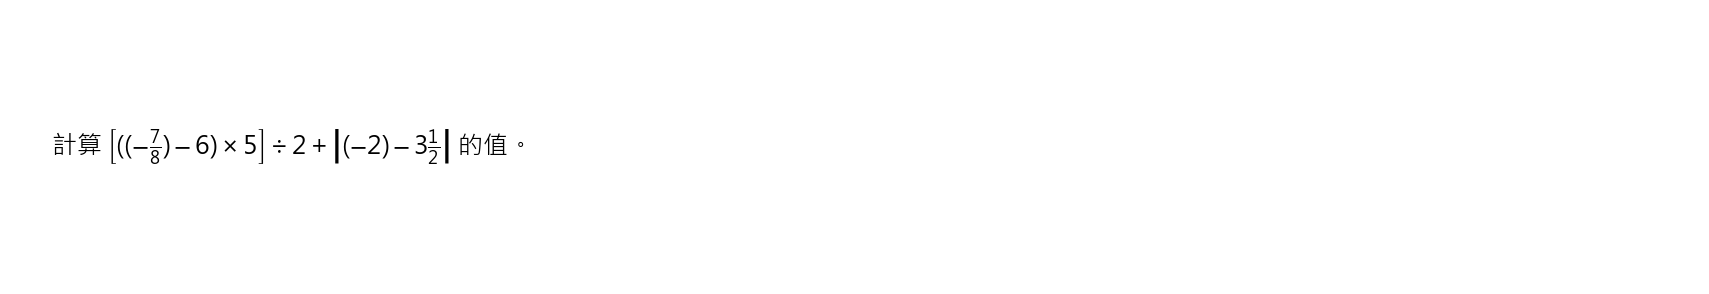 計算 [((−7/8) − 6) × 5] ÷ 2 + |(−2) − 3 1/2| 的值。